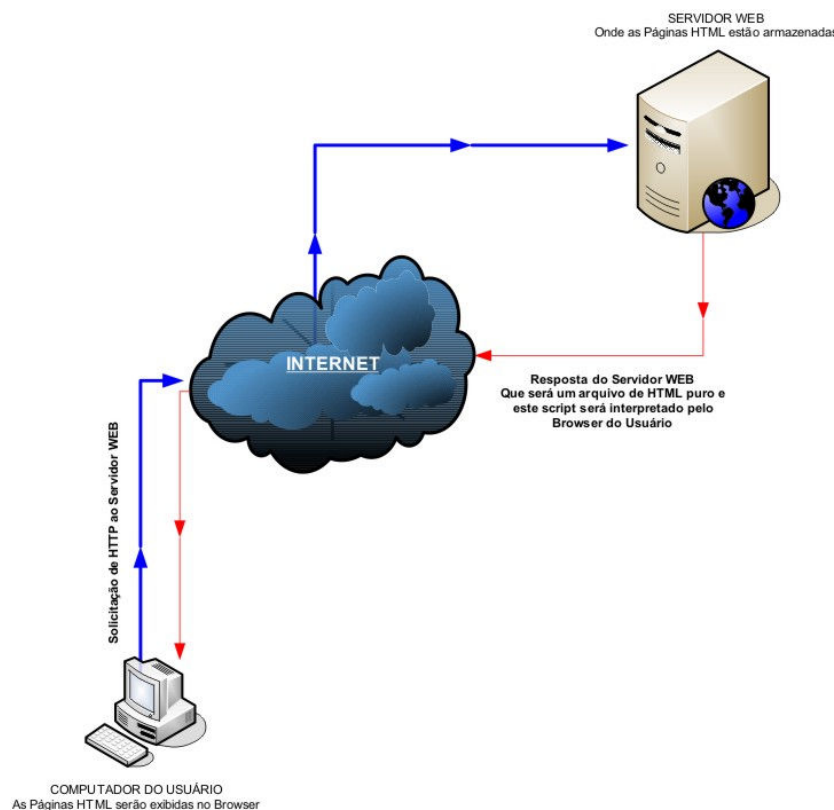 SERVIDOR WEB
Onde as Páginas HTML estão armazenadas
INTERNET
Resposta do Servidor WEB
Que será um arquivo de HTML puro e
este script será interpretado pelo
Browser do Usuário
Solicitação de HTTP ao Servidor WEB
COMPUTADOR DO USUÁRIO
As Páginas HTML serão exibidas no Browser